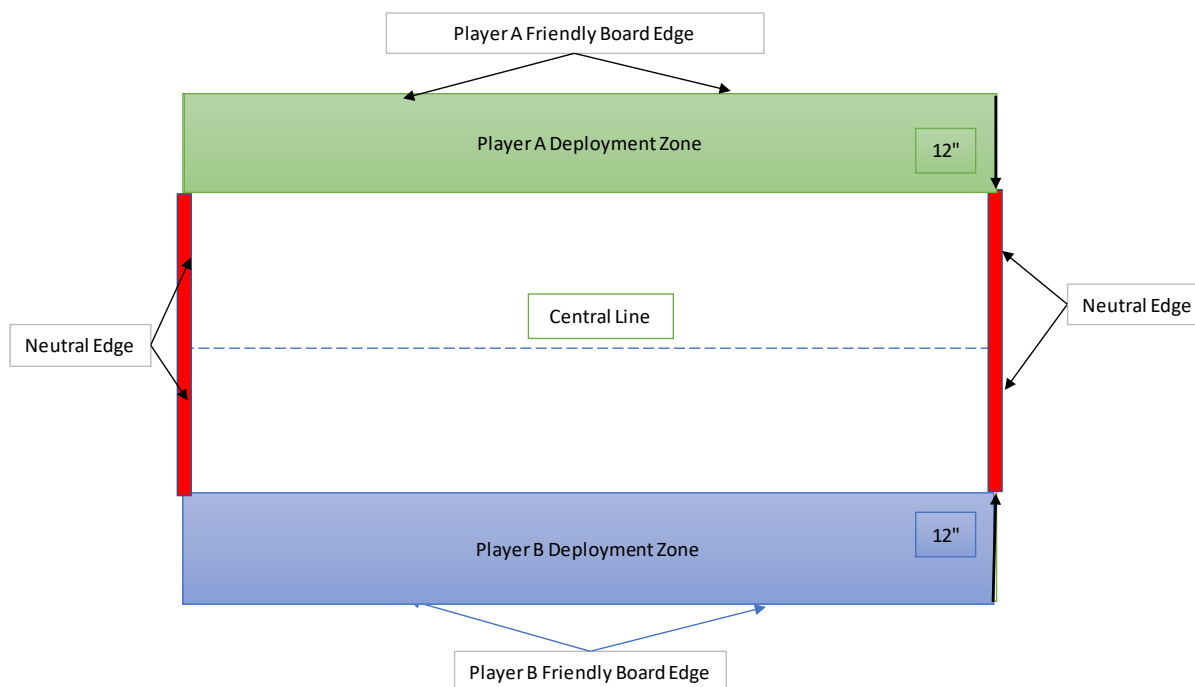 Player A Friendly Board Edge
Player A Deployment Zone
12"
Central Line
Neutral Edge
Neutral Edge
12"
Player B Deployment Zone
Player B Friendly Board Edge